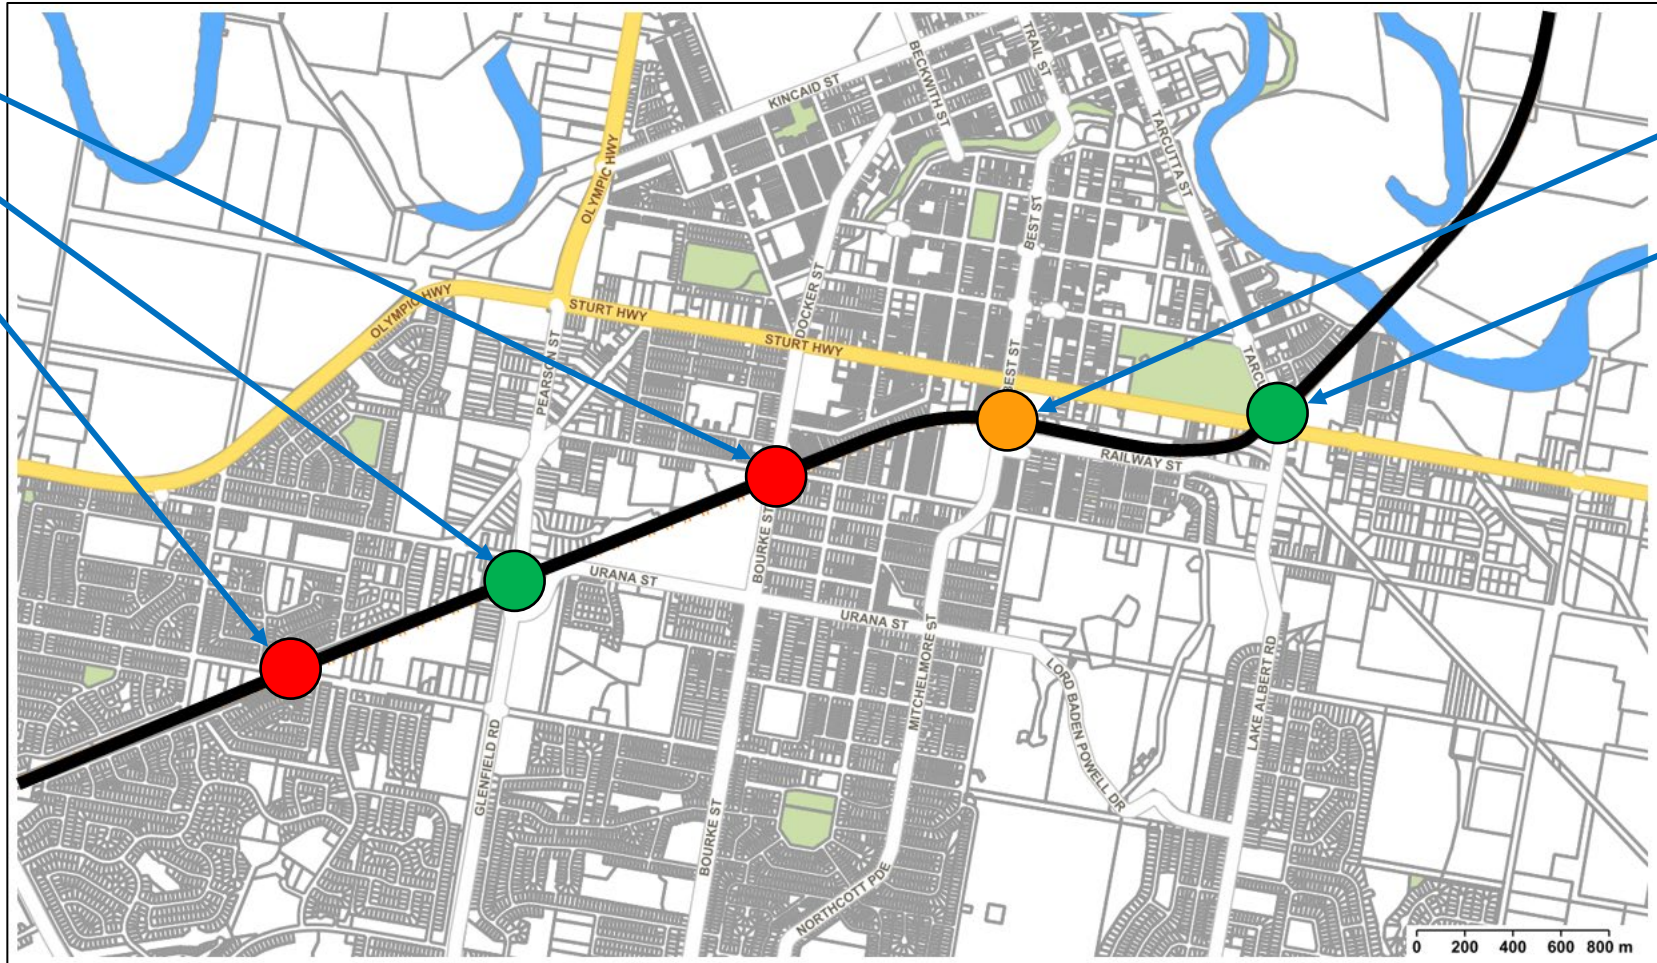 TRAIL ST
BECKWITH ST
KINCAID ST
TARCUTTA ST
OLYMPIC HWY
BEST ST
DOCKER ST
OLYMPIC HWY
STURT HWY
STURT HWY
PEARSON ST
BEST ST
TARCU
RAILWAY ST
BOURKE ST
URANA ST
URANA ST
MITCHELMORE ST
LORD BADEN POWELL DR
LAKE ALBERT RD
GLENFIELD RD
BOURKE ST
NORTHCOTT PDE
0 200 400 600 800 m